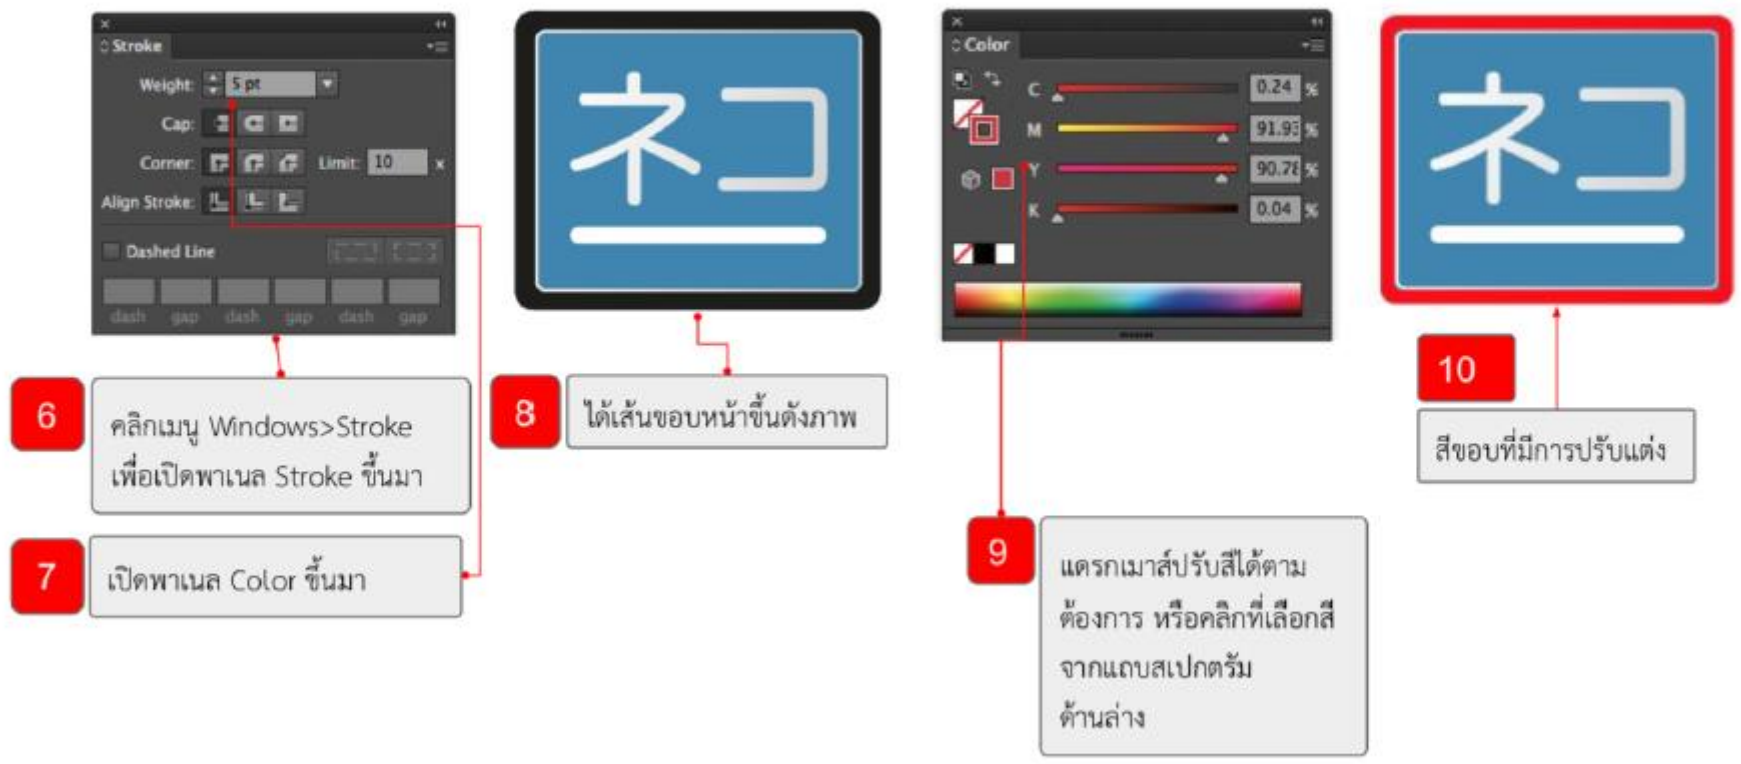 Stroke
Weight: 5 pt
Cap:
Corner: Limit: 10 x
Align Stroke:
Dashed Line
dash gap dash gap dash gap
6
คลิกเมนู Windows>Stroke
เพื่อเปิดพาเนล Stroke ขึ้นมา
7
เปิดพาเนล Color ขึ้นมา
ネコ
8
ได้เส้นขอบหน้าขึ้นดังภาพ
Color
C 0.24 %
M 91.93 %
Y 90.78 %
K 0.04 %
9
แดรกเมาส์ปรับสีได้ตาม
ต้องการ หรือคลิกที่เลือกสี
จากแถบสเปกตรัม
ด้านล่าง
ネコ
10
สีขอบที่มีการปรับแต่ง